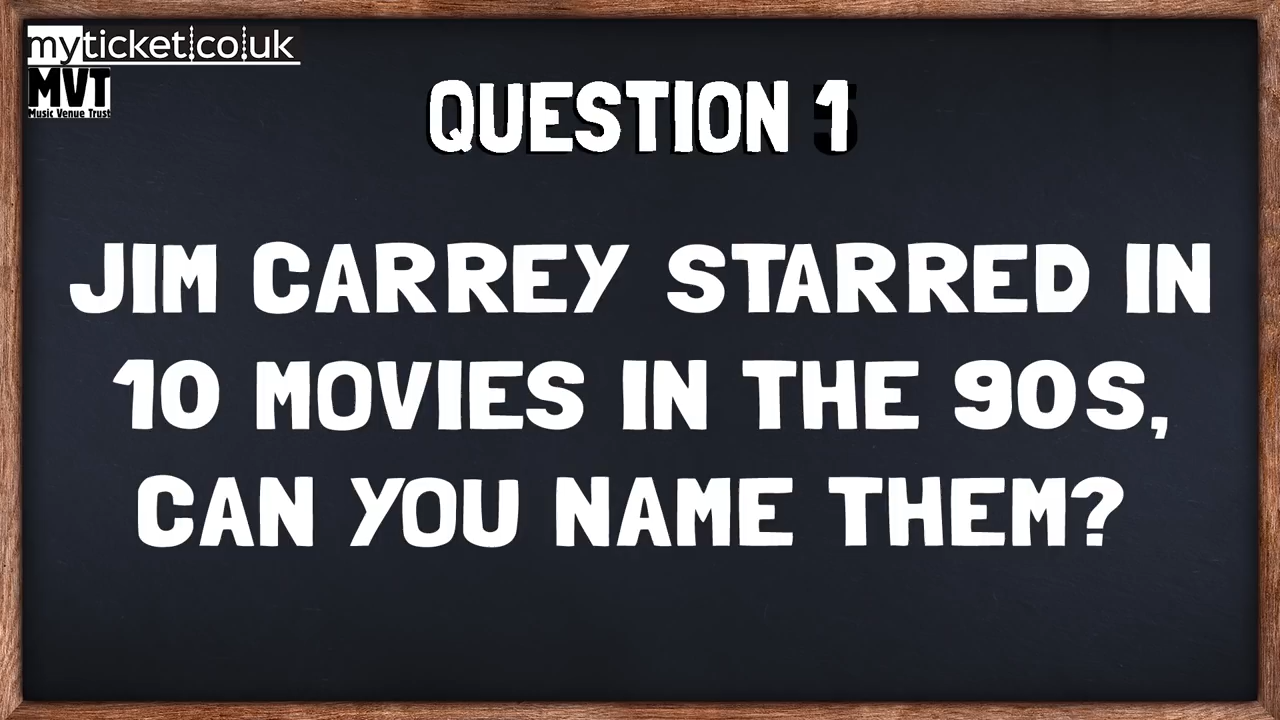 myticket.co.uk
MVT
Music Venue Trust
QUESTION 1
JIM CARREY STARRED IN
10 MOVIES IN THE 90S,
CAN YOU NAME THEM?